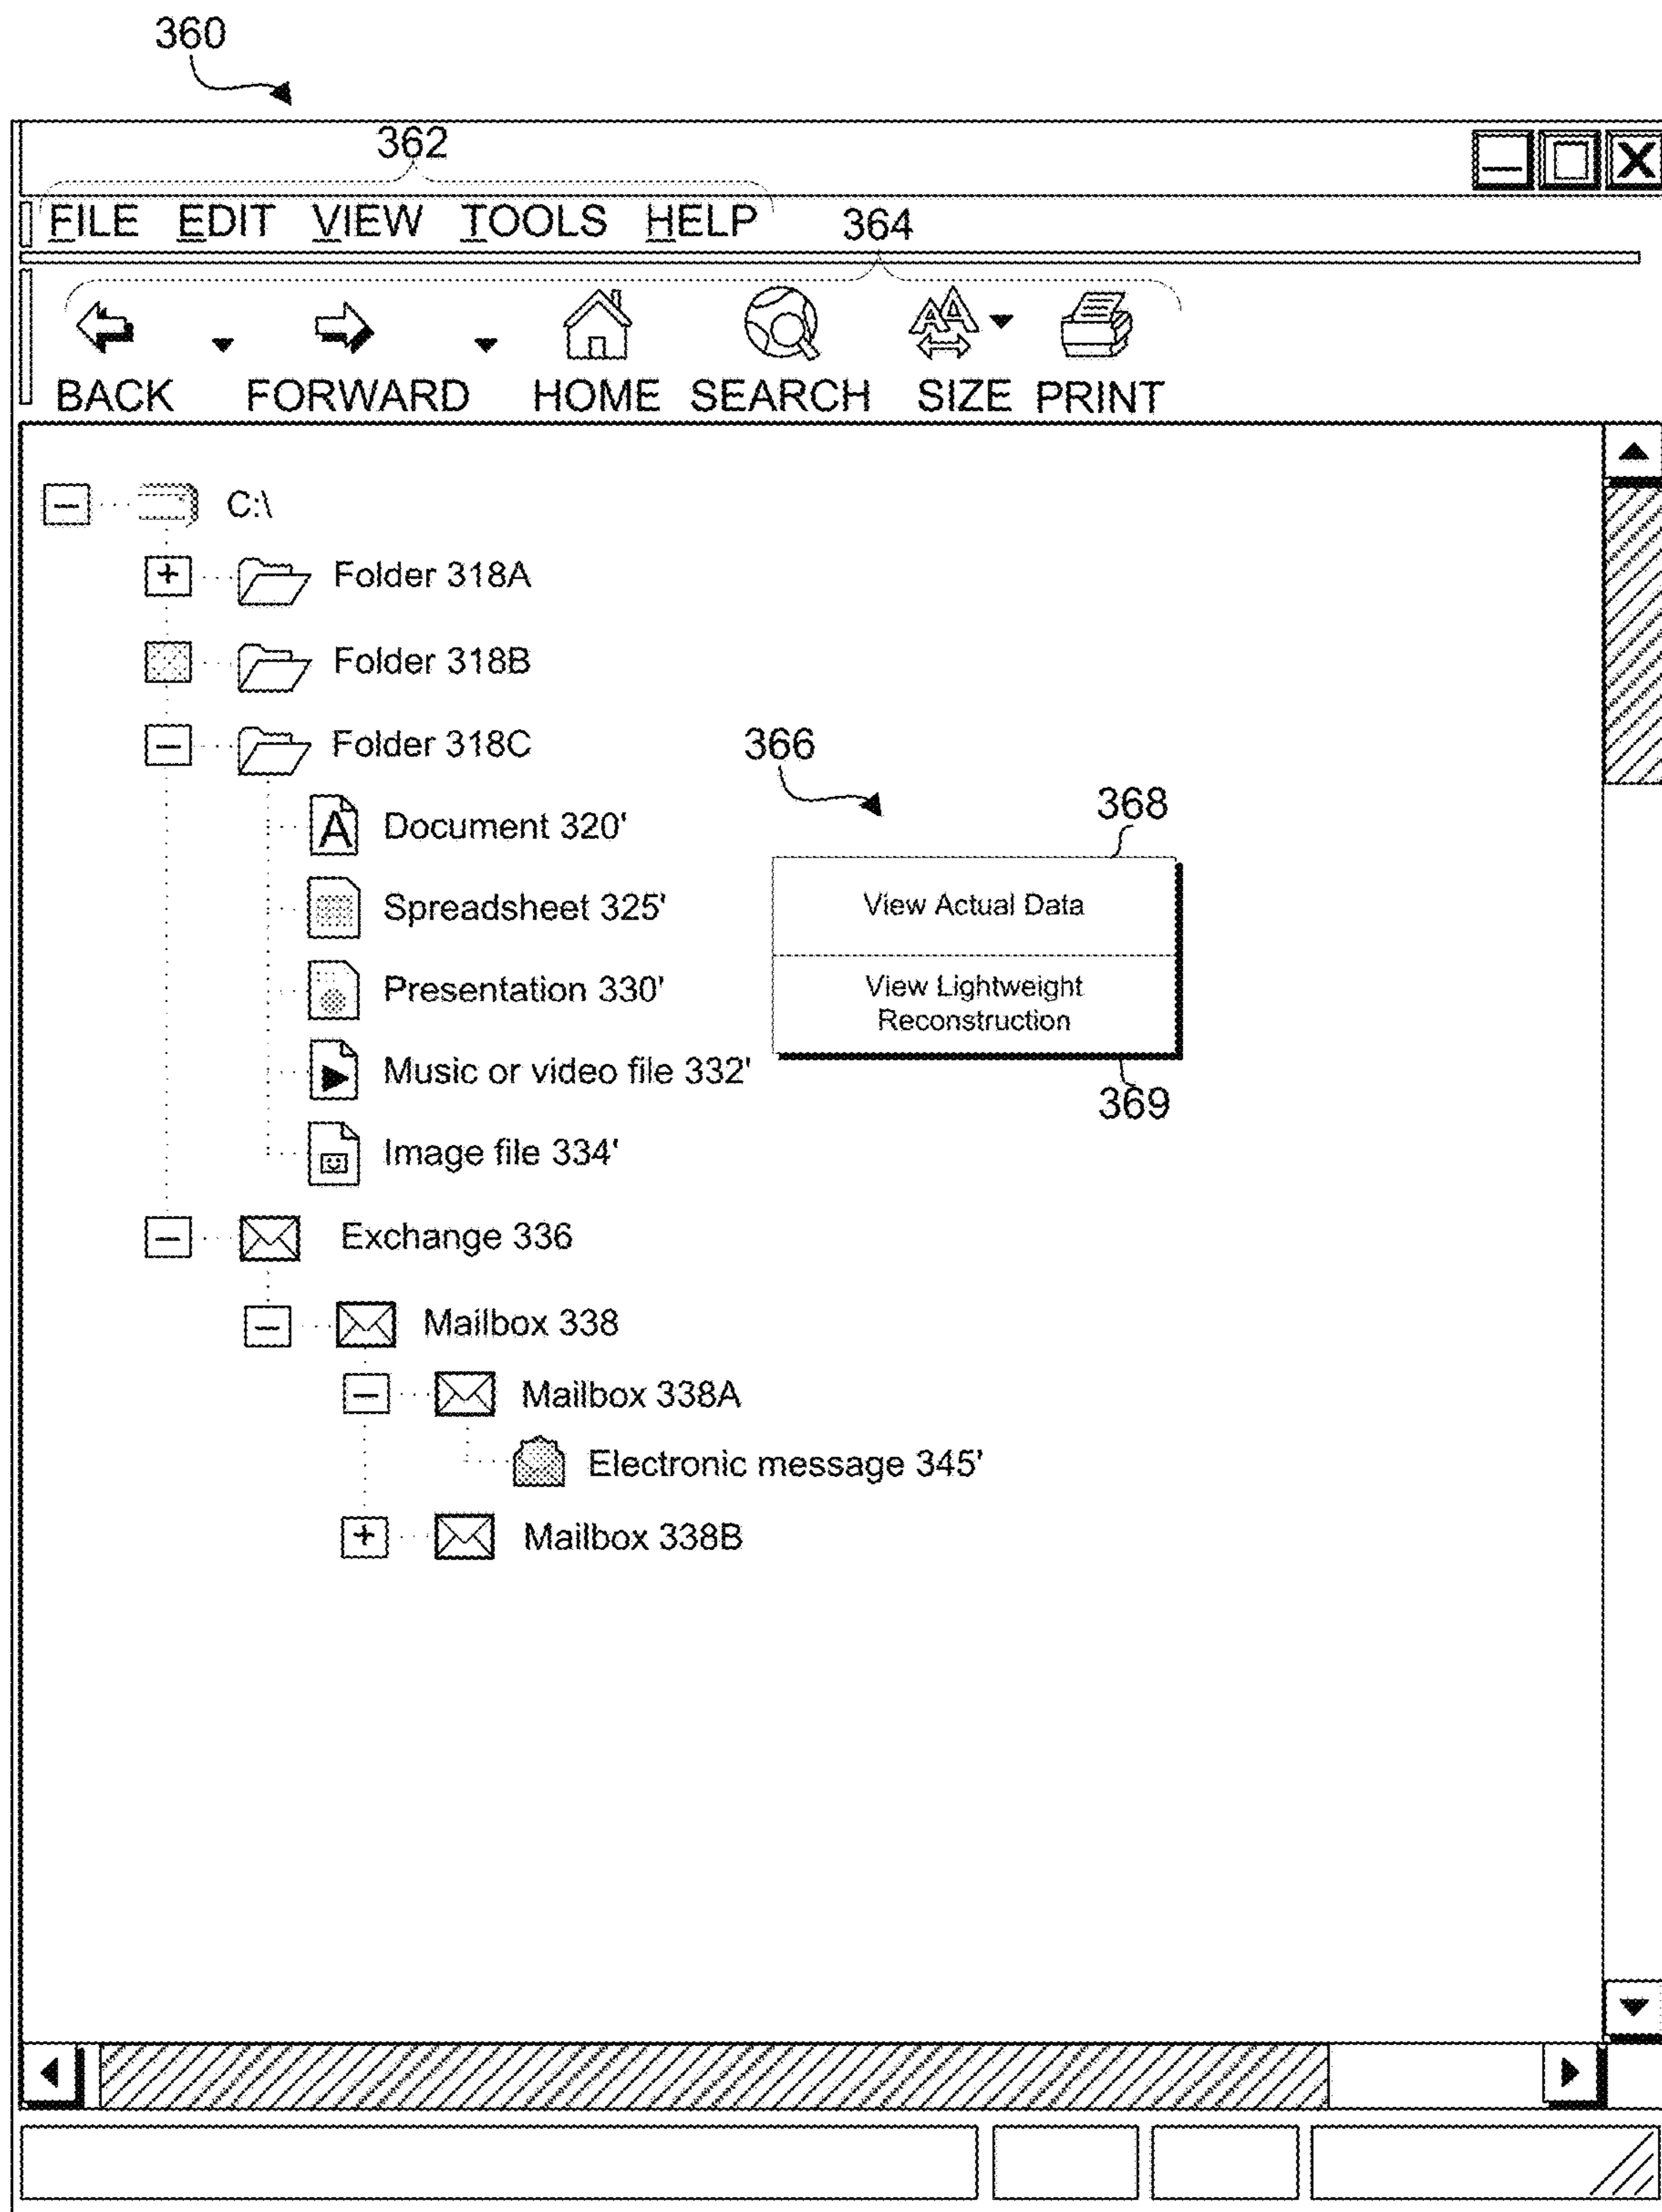 360
362
FILE EDIT VIEW TOOLS HELP 364
BACK FORWARD HOME SEARCH SIZE PRINT
C:\
Folder 318A
Folder 318B
Folder 318C
366
368
Document 320'
View Actual Data
Spreadsheet 325'
View Lightweight
Presentation 330'
Reconstruction
Music or video file 332'
369
Image file 334'
Exchange 336
Mailbox 338
Mailbox 338A
Electronic message 345'
Mailbox 338B